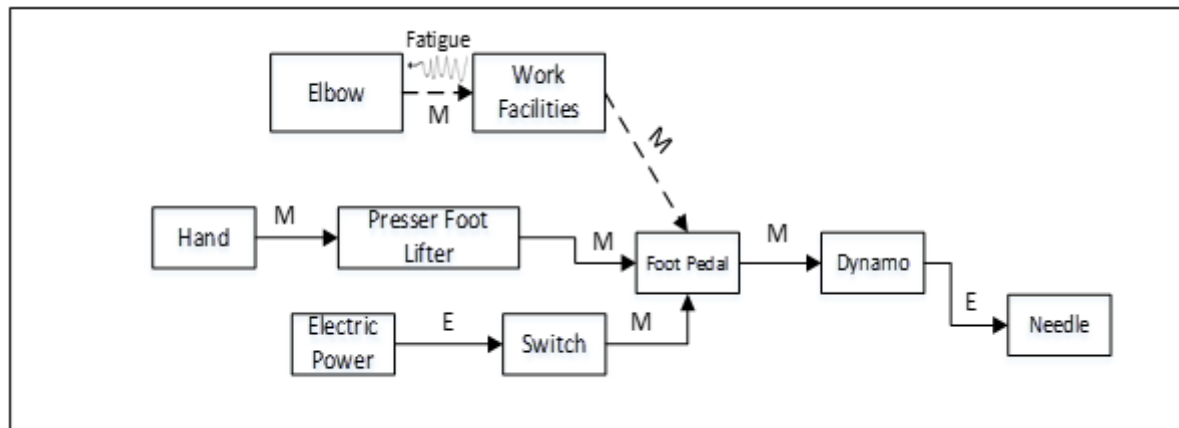 Fatigue
Elbow
M
Work
Facilities
M
Hand
M
Presser Foot
Lifter
M
Foot Pedal
M
Dynamo
E
Needle
Electric
Power
E
Switch
M